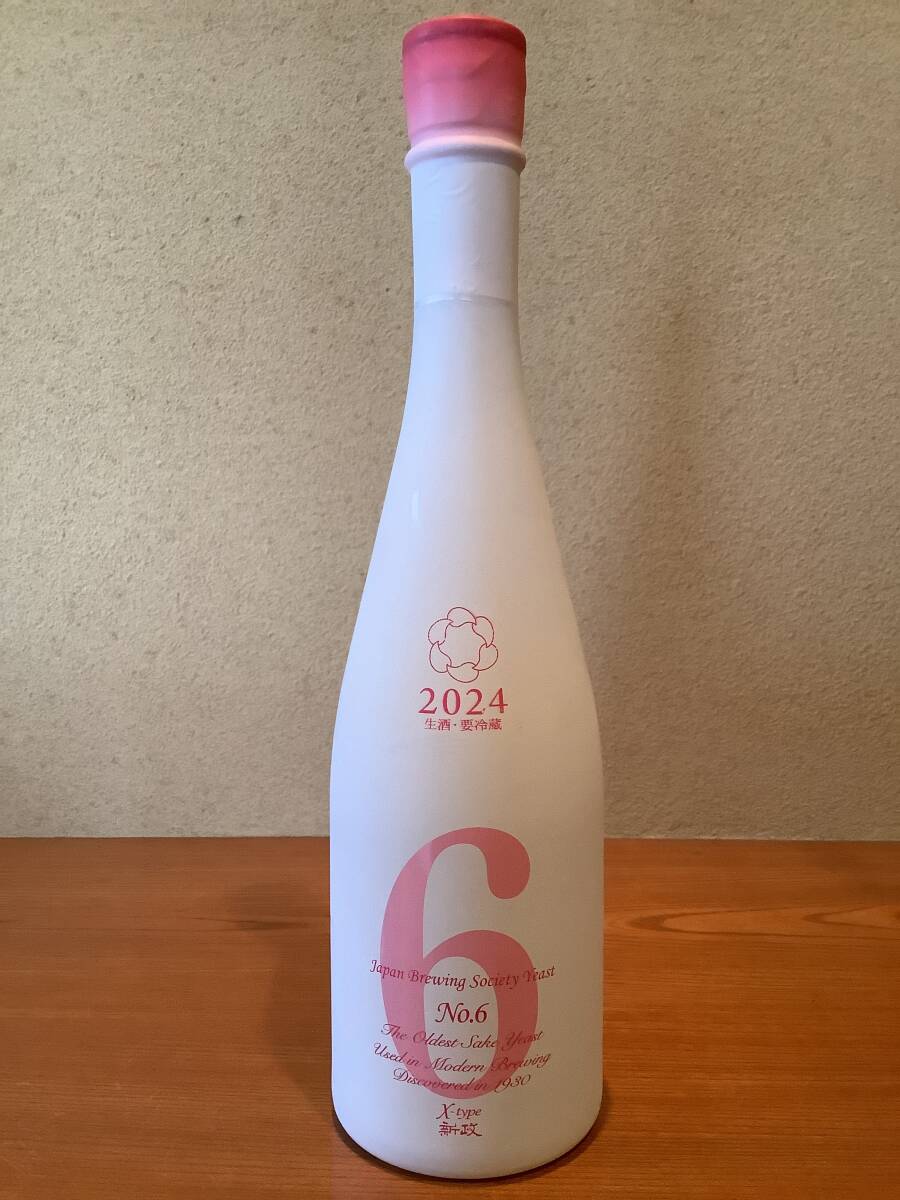 2024
生酒・要冷蔵
6
Japan Brewing Society Yeast
No.6
The Oldest Sake Yeast
Used in Modern Brewing
Discovered in 1930
X-type
新政